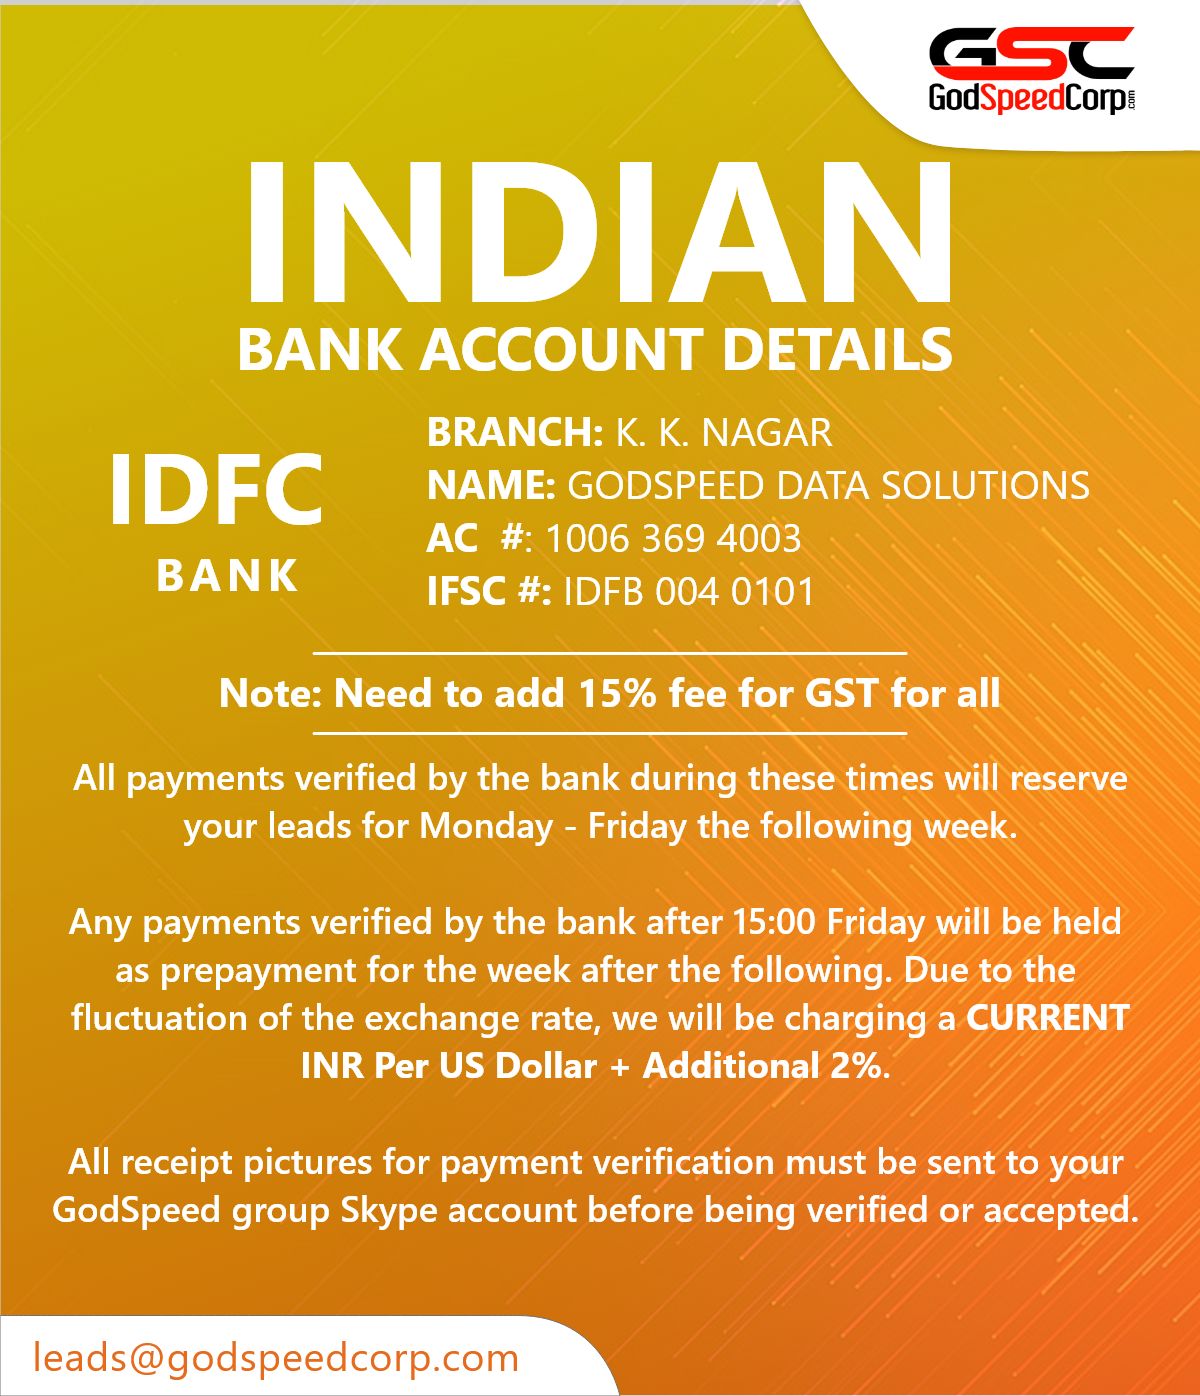 GSC
GodSpeedCorp.com
INDIAN
BANK ACCOUNT DETAILS
IDFC
BANK
BRANCH: K. K. NAGAR
NAME: GODSPEED DATA SOLUTIONS
AC #: 1006 369 4003
IFSC #: IDFB 004 0101
Note: Need to add 15% fee for GST for all
All payments verified by the bank during these times will reserve
your leads for Monday - Friday the following week.
Any payments verified by the bank after 15:00 Friday will be held
as prepayment for the week after the following. Due to the
fluctuation of the exchange rate, we will be charging a CURRENT
INR Per US Dollar + Additional 2%.
All receipt pictures for payment verification must be sent to your
GodSpeed group Skype account before being verified or accepted.
leads@godspeedcorp.com